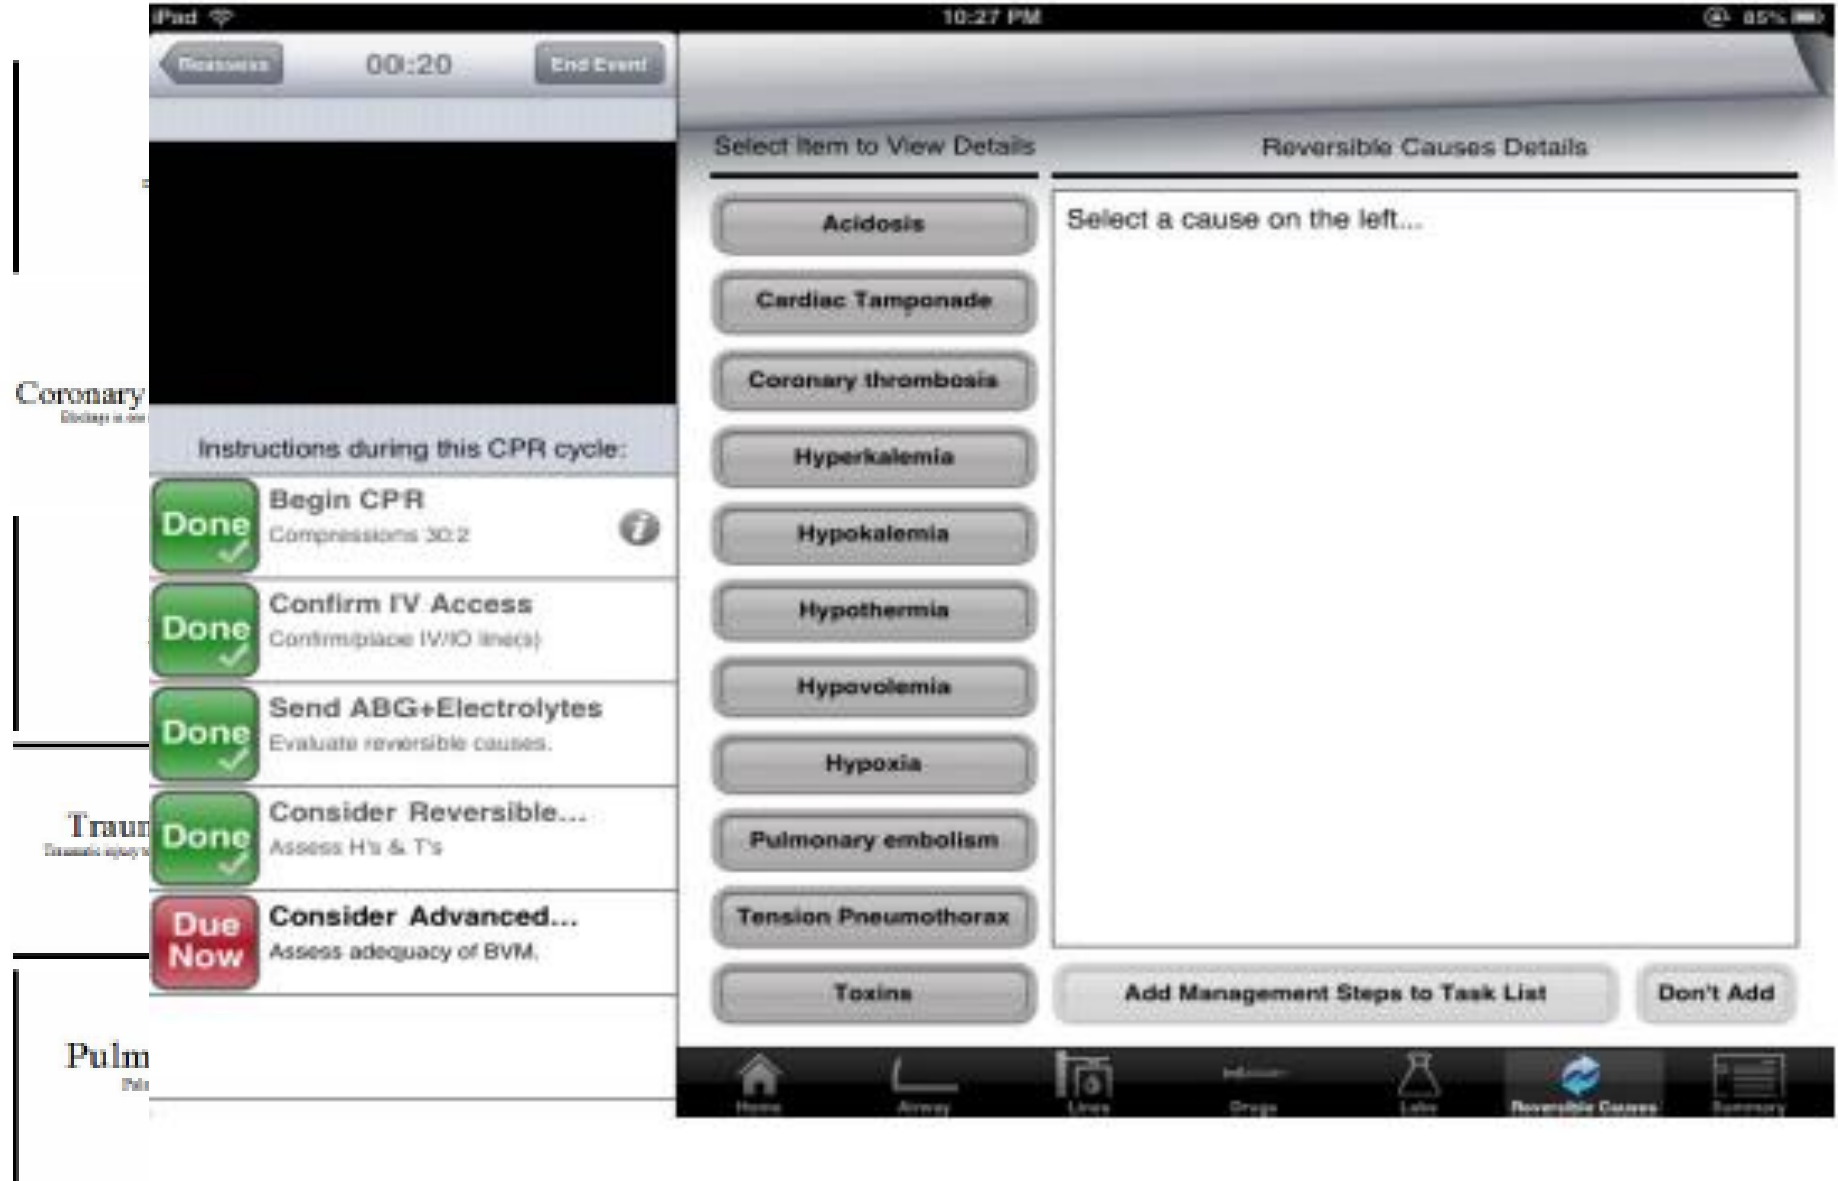 iPad 10:27 PM 85%
Reassess 00:20 End Event
Select Item to View Details
Reversible Causes Details
Acidosis
Select a cause on the left...
Cardiac Tamponade
Coronary thrombosis
Hyperkalemia
Hypokalemia
Hypothermia
Hypovolemia
Hypoxia
Pulmonary embolism
Tension Pneumothorax
Toxins
Add Management Steps to Task List
Don't Add
Instructions during this CPR cycle:
Done
Begin CPR
Compressions 30:2
Done
Confirm IV Access
Confirm/place IV/IO line(s)
Done
Send ABG+Electrolytes
Evaluate reversible causes.
Done
Consider Reversible...
Assess H's & T's
Due Now
Consider Advanced...
Assess adequacy of BVM.
Home
Airway
Lines
Drugs
Labs
Reversible Causes
Summary
Coronary
Traum
Pulm